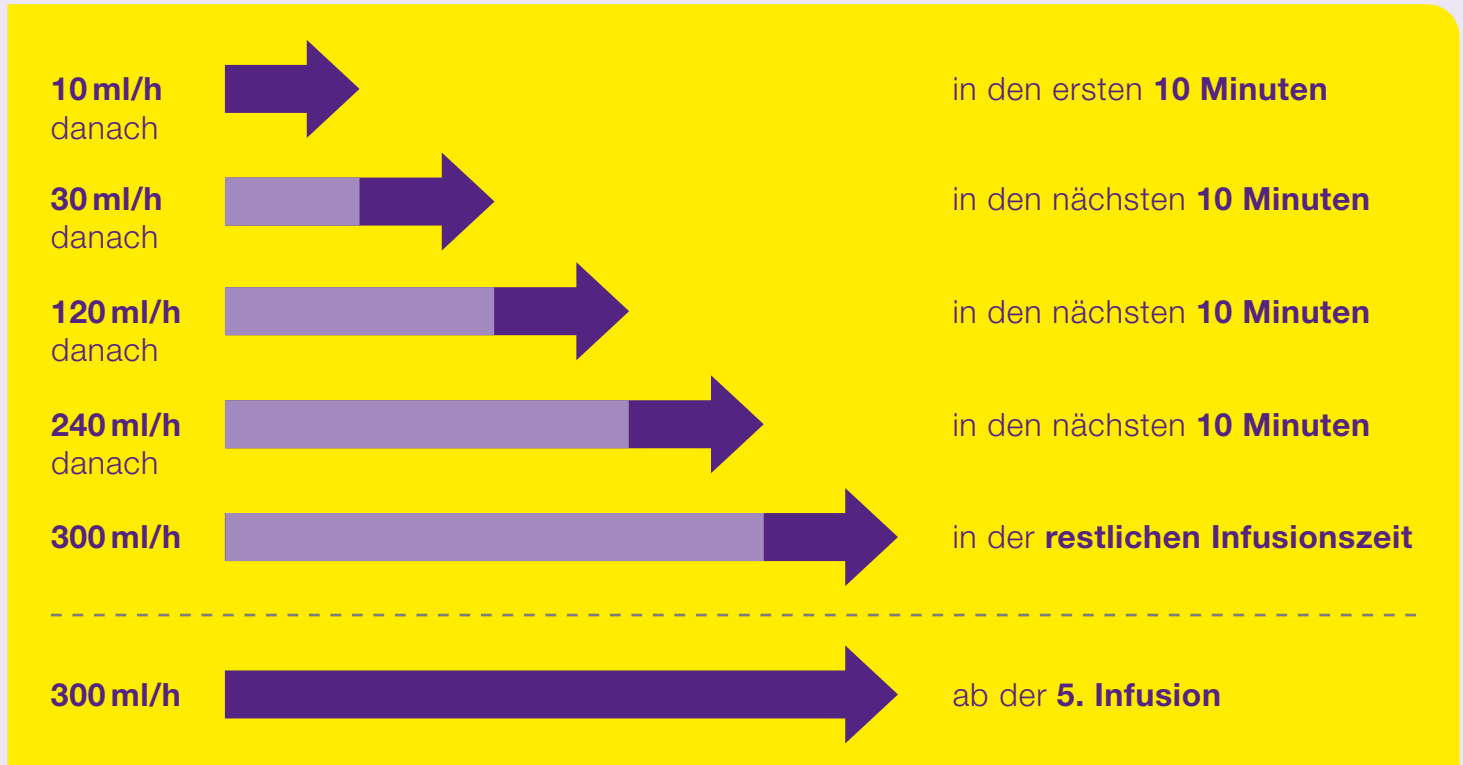 10 ml/h in den ersten 10 Minuten
danach
30 ml/h in den nächsten 10 Minuten
danach
120 ml/h in den nächsten 10 Minuten
danach
240 ml/h in den nächsten 10 Minuten
danach
300 ml/h in der restlichen Infusionszeit
300 ml/h ab der 5. Infusion